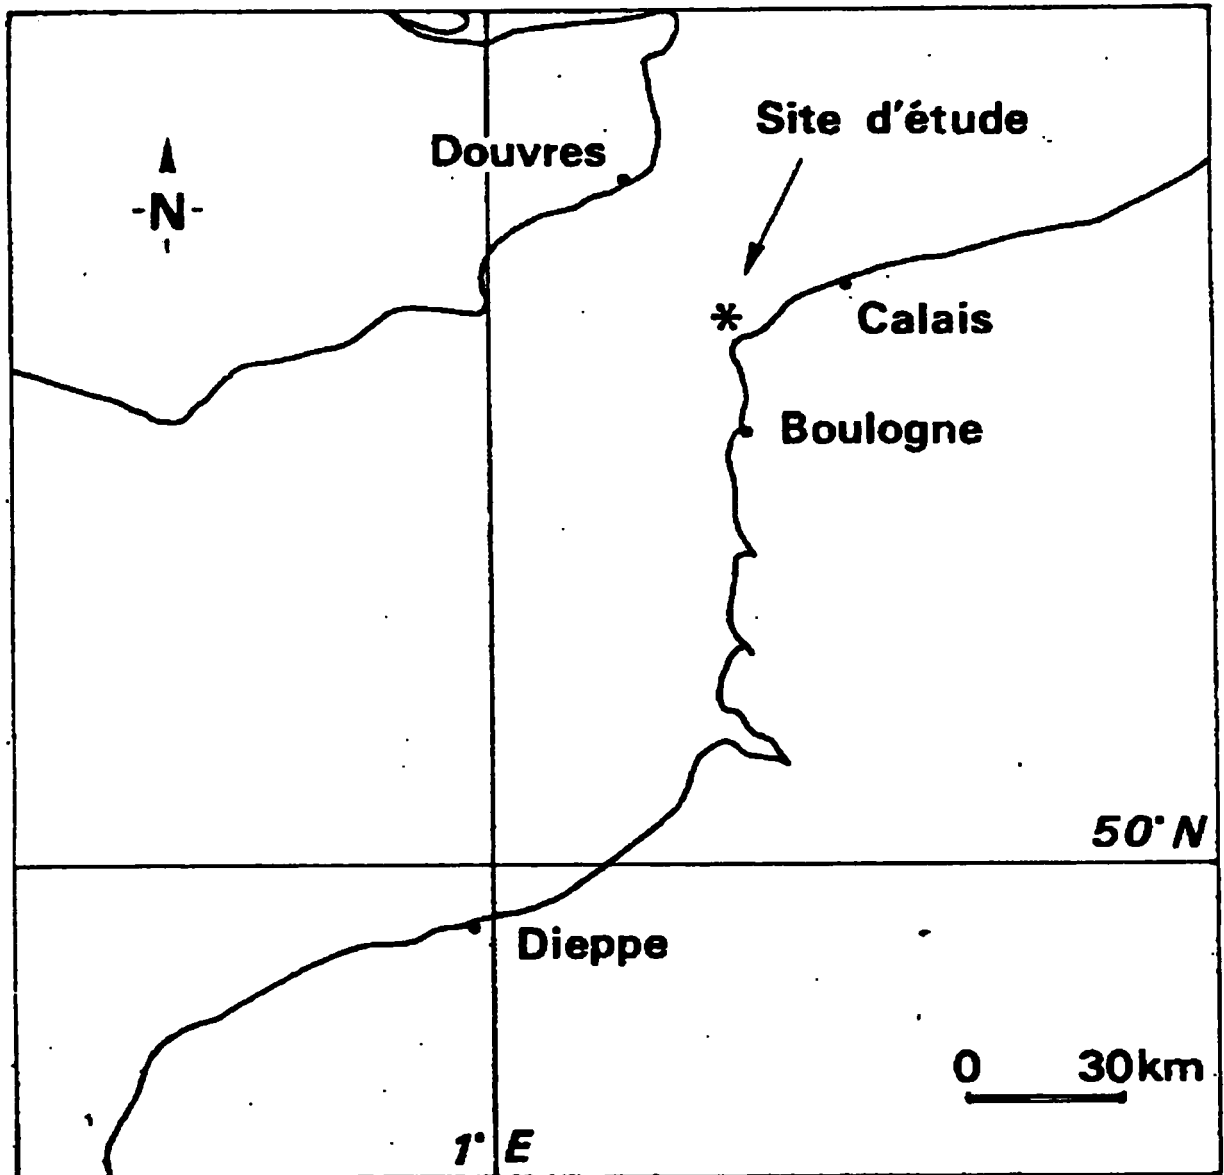 Site d'étude
Douvres
-N-
Calais
Boulogne
50° N
Dieppe
0 30km
1° E